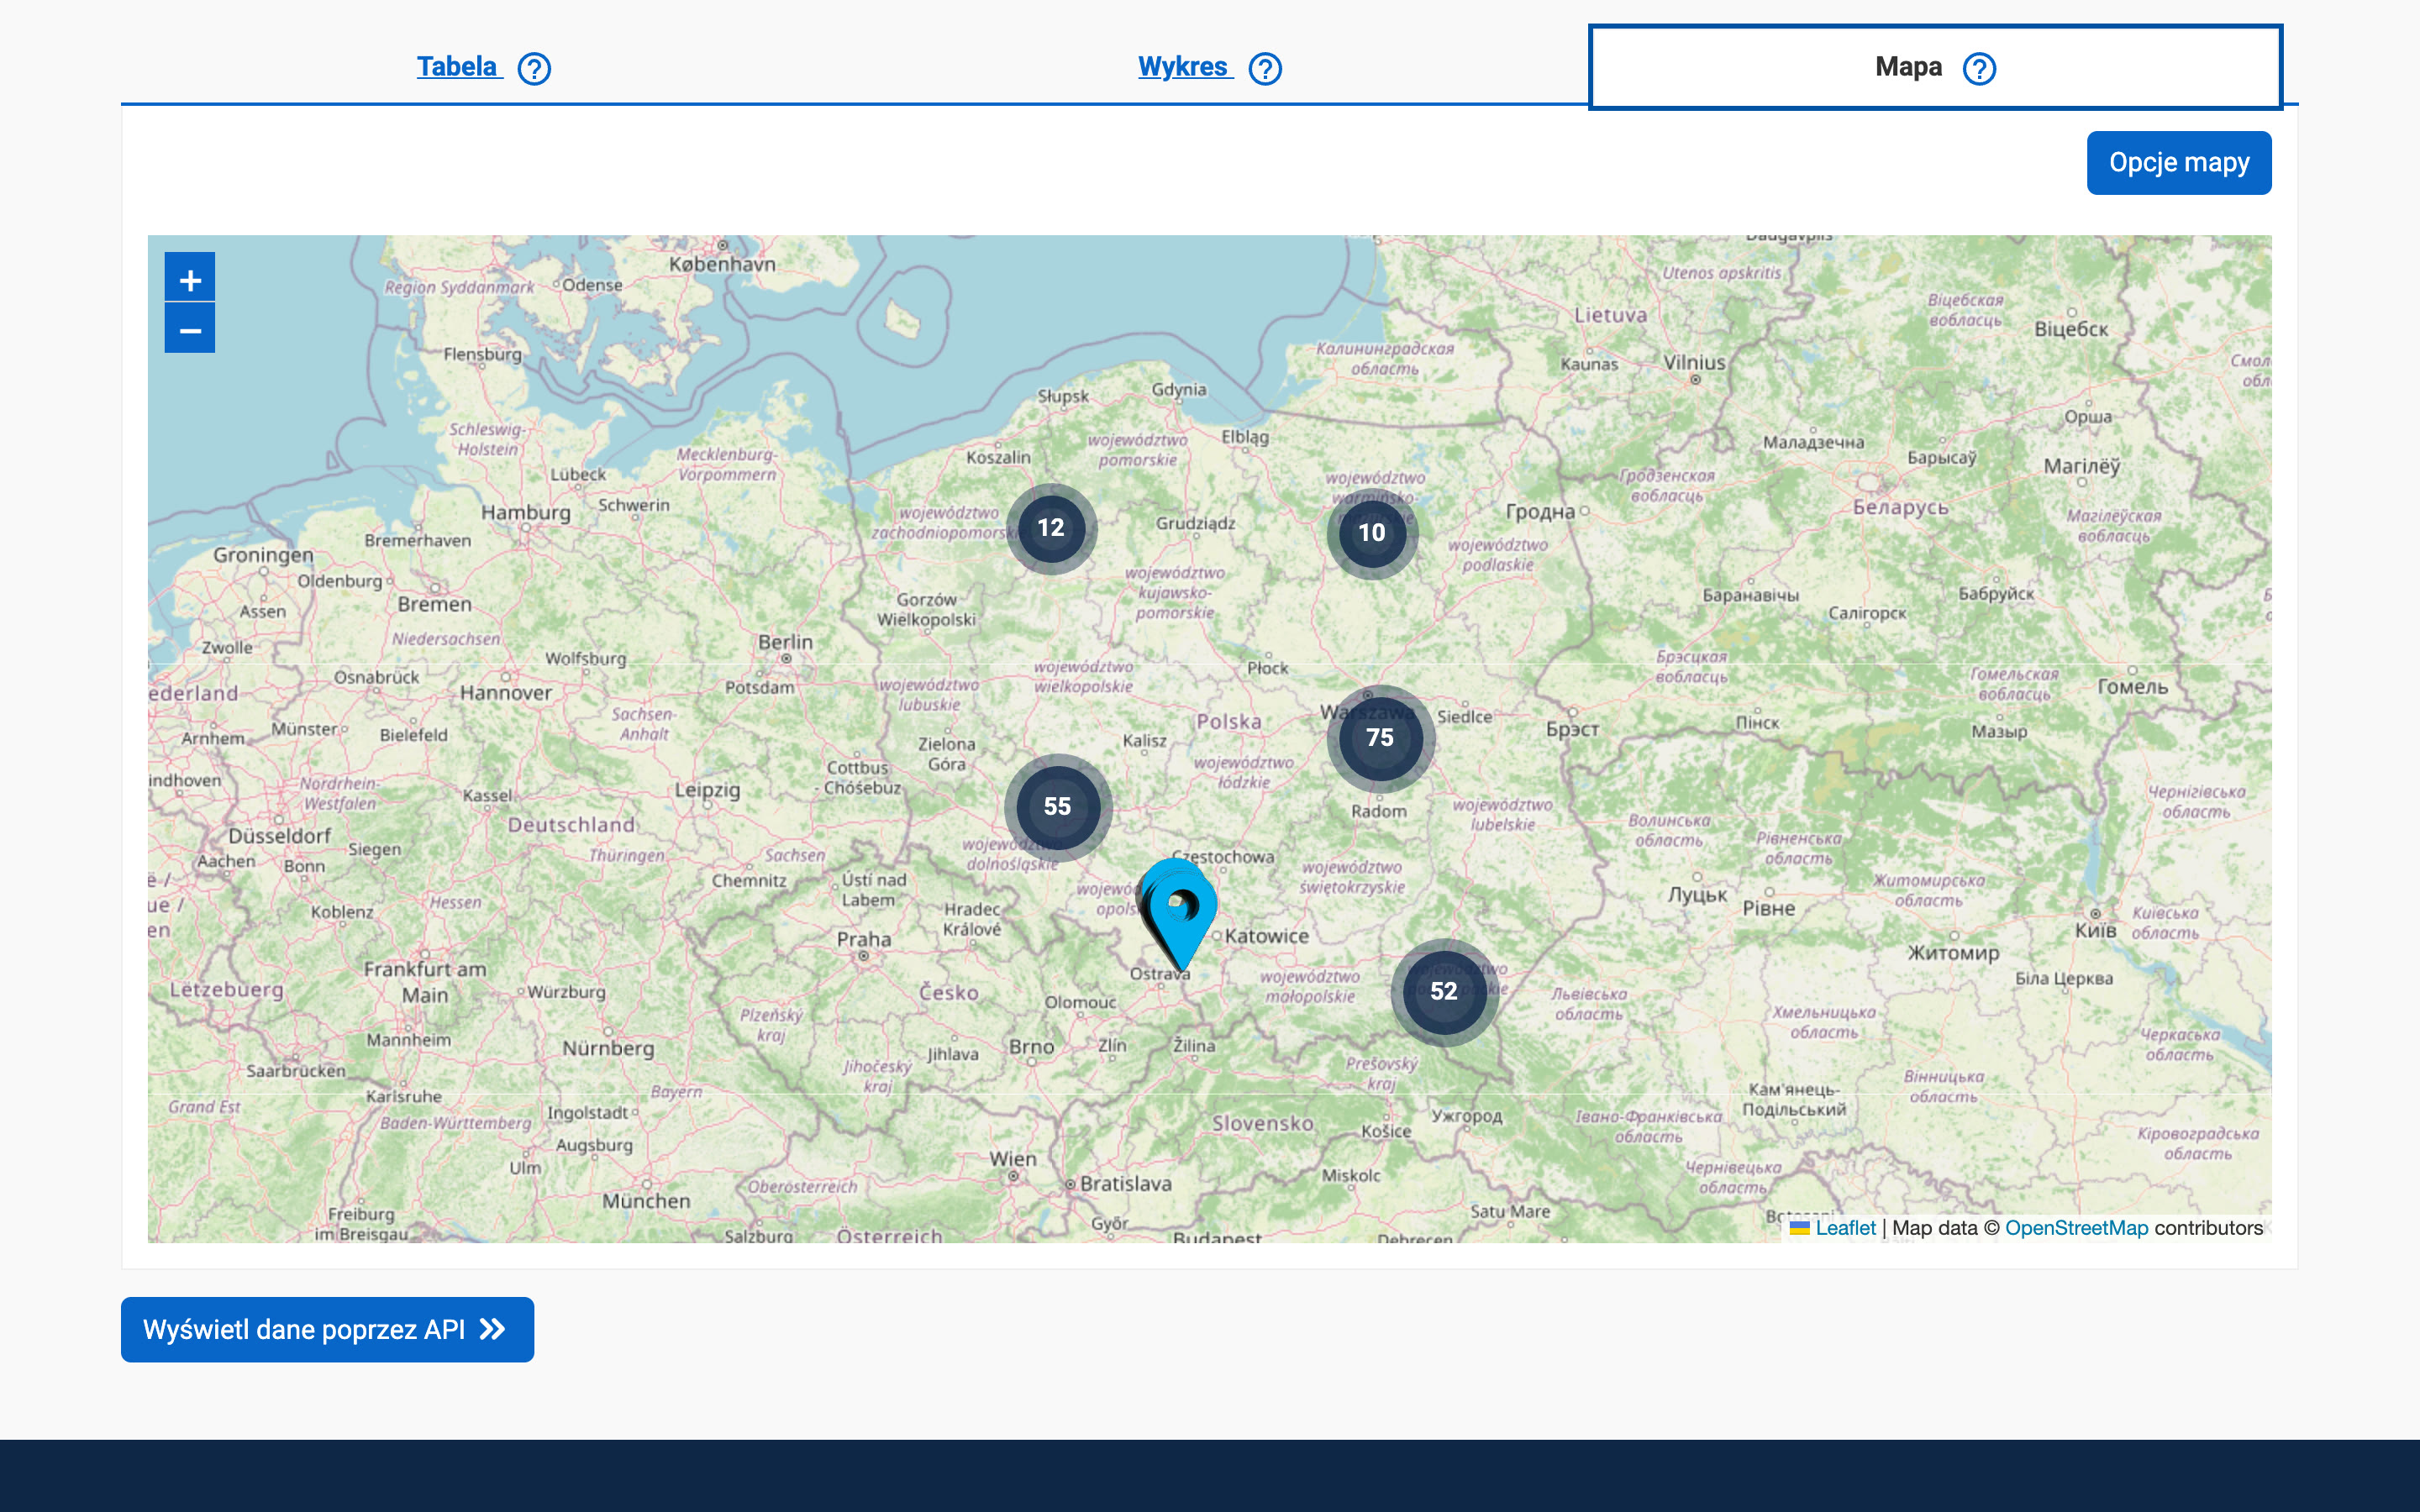 Tabela ?
Wykres ?
Mapa ?
Opcje mapy
+
−
København
Region Syddanmark
Odense
Utenos apskritis
Віцебская
вобласць
Віцебск
Lietuva
Flensburg
Калининградская
область
Kaunas
Vilnius
Słupsk
Gdynia
Орша
Schleswig-
Holstein
województwo
pomorskie
Elbląg
Маладзечна
Барысаў
Магілёў
Koszalin
Mecklenburg-
Vorpommern
Lübeck
Schwerin
Hamburg
województwo
zachodniopomorskie
12
Grudziądz
województwo
warmińsko-
10
Гродна
Гродзенская
вобласць
Беларусь
Магілёўская
вобласць
Groningen
Bremerhaven
Oldenburg
województwo
podlaskie
Assen
Bremen
Gorzów
Wielkopolski
województwo
kujawsko-
pomorskie
Баранавічы
Салігорск
Бабруйск
Niedersachsen
Zwolle
Wolfsburg
Berlin
Osnabrück
Hannover
Potsdam
województwo
lubuskie
województwo
wielkopolskie
Płock
Брэсцкая
вобласць
Гомельская
вобласць
Гомель
ederland
Sachsen-
Anhalt
Polska
Warszawa
Siedlce
Брэст
Пінск
Мазыр
Arnhem
Münster
Bielefeld
Zielona
Góra
Kalisz
75
indhoven
Nordrhein-
Westfalen
Kassel
Leipzig
Cottbus
- Chóśebuz
55
województwo
łódzkie
Radom
województwo
lubelskie
Чернігівська
область
Düsseldorf
Siegen
Deutschland
Волинська
область
Рівненська
область
Aachen
Bonn
Thüringen
Sachsen
województwo
dolnośląskie
Częstochowa
województwo
świętokrzyskie
Chemnitz
Ústí nad
Labem
Луцьк
Рівне
Житомирська
область
Koblenz
Hessen
Hradec
Králové
Київ
Київська
область
Praha
Katowice
Житомир
Frankfurt am
Main
Ostrava
województwo
małopolskie
52
Біла Церква
Lëtzebuerg
Würzburg
Česko
Olomouc
Львівська
область
Plzeňský
kraj
Хмельницька
область
Черкаська
область
Mannheim
Nürnberg
Jihlava
Brno
Zlín
Žilina
Saarbrücken
Jihočeský
kraj
Prešovský
kraj
Вінницька
область
Karlsruhe
Bayern
Кам'янець-
Подільський
Grand Est
Baden-Württemberg
Ingolstadt
Slovensko
Košice
Ужгород
Івано-Франківська
область
Кіровоградська
область
Augsburg
Ulm
Wien
Bratislava
Miskolc
Чернівецька
область
München
Oberösterreich
Freiburg
im Breisgau
Salzburg
Österreich
Győr
Budapest
Satu Mare
Debrecen
Leaflet | Map data © OpenStreetMap contributors
Wyświetl dane poprzez API »